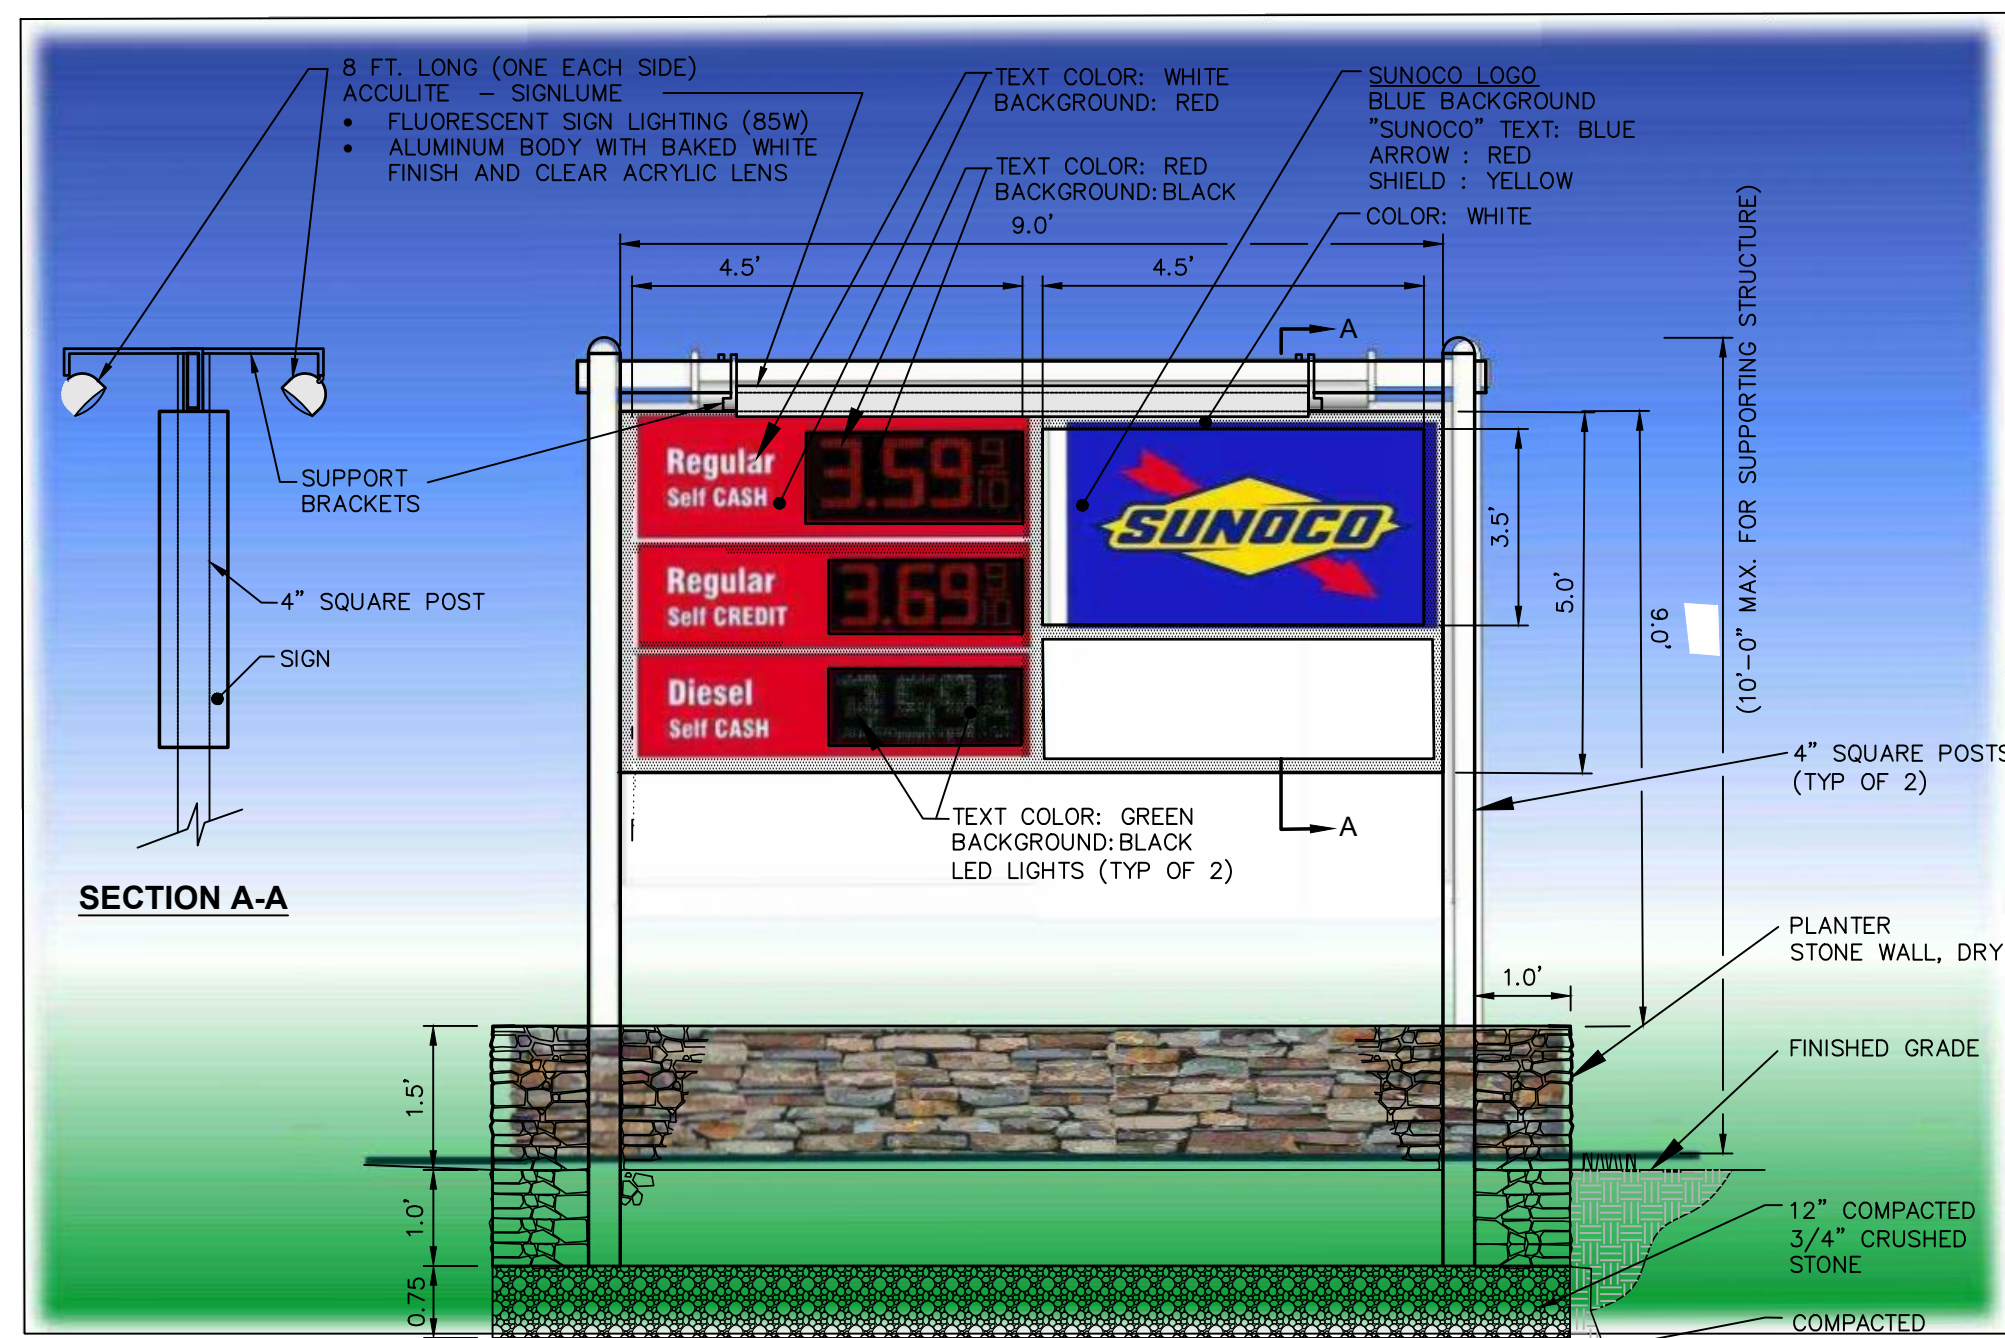 8 FT. LONG (ONE EACH SIDE)
ACCULITE - SIGNLUME
• FLUORESCENT SIGN LIGHTING (85W)
• ALUMINUM BODY WITH BAKED WHITE
FINISH AND CLEAR ACRYLIC LENS
TEXT COLOR: WHITE
BACKGROUND: RED
TEXT COLOR: RED
BACKGROUND: BLACK
SUNOCO LOGO
BLUE BACKGROUND
"SUNOCO" TEXT: BLUE
ARROW : RED
SHIELD : YELLOW
COLOR: WHITE
9.0'
4.5'
4.5'
A
(10'-0" MAX. FOR SUPPORTING STRUCTURE)
SUPPORT
BRACKETS
4" SQUARE POST
SIGN
SECTION A-A
Regular
Self CASH
3.59 9/10
Regular
Self CREDIT
3.69 9/10
Diesel
Self CASH
SUNOCO
3.5'
5.0'
9.0'
TEXT COLOR: GREEN
BACKGROUND: BLACK
LED LIGHTS (TYP OF 2)
A
4" SQUARE POSTS
(TYP OF 2)
PLANTER
STONE WALL, DRY
1.0'
FINISHED GRADE
1.5'
1.0'
0.75
12" COMPACTED
3/4" CRUSHED
STONE
COMPACTED